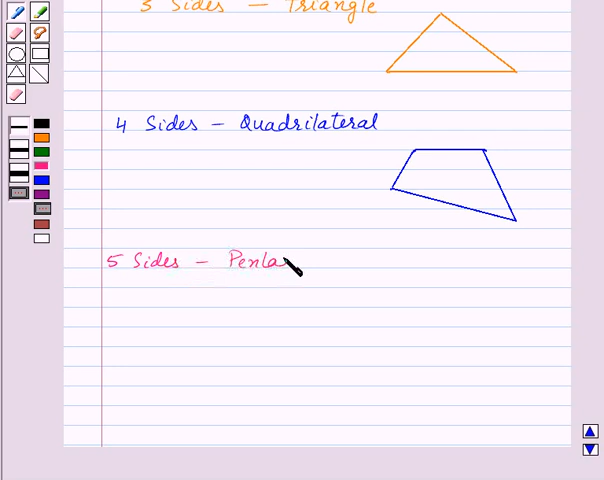 3 Sides — Triangle
4 Sides - Quadrilateral
5 Sides - Penta